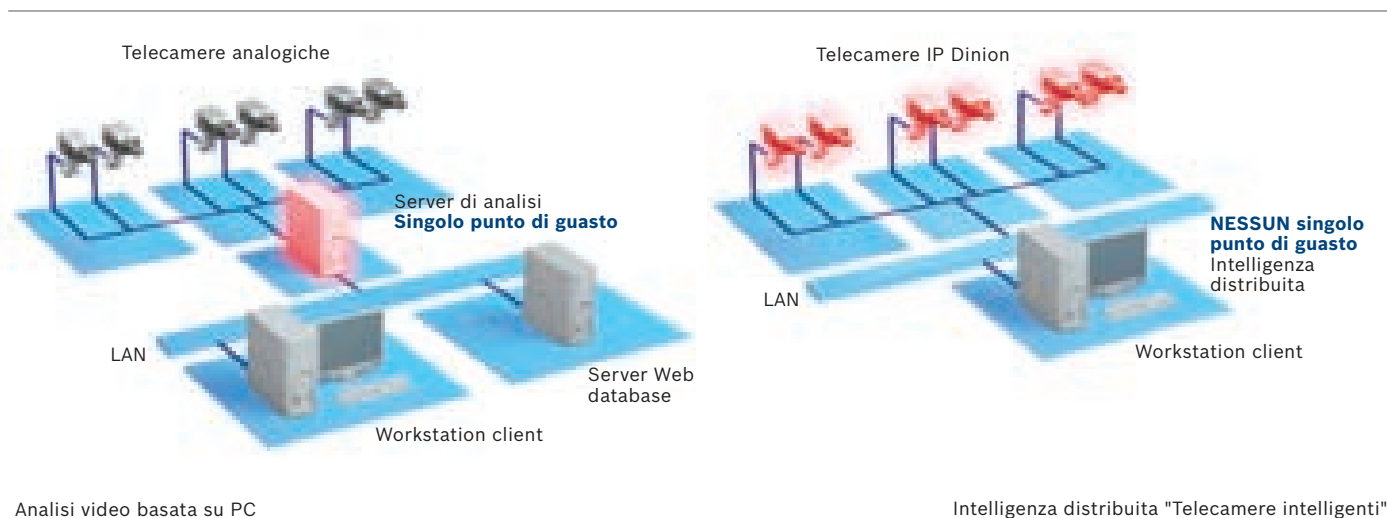 Telecamere analogiche
Server di analisi
Singolo punto di guasto
LAN
Server Web
database
Workstation client
Analisi video basata su PC
Telecamere IP Dinion
NESSUN singolo
punto di guasto
Intelligenza
distribuita
LAN
Workstation client
Intelligenza distribuita "Telecamere intelligenti"